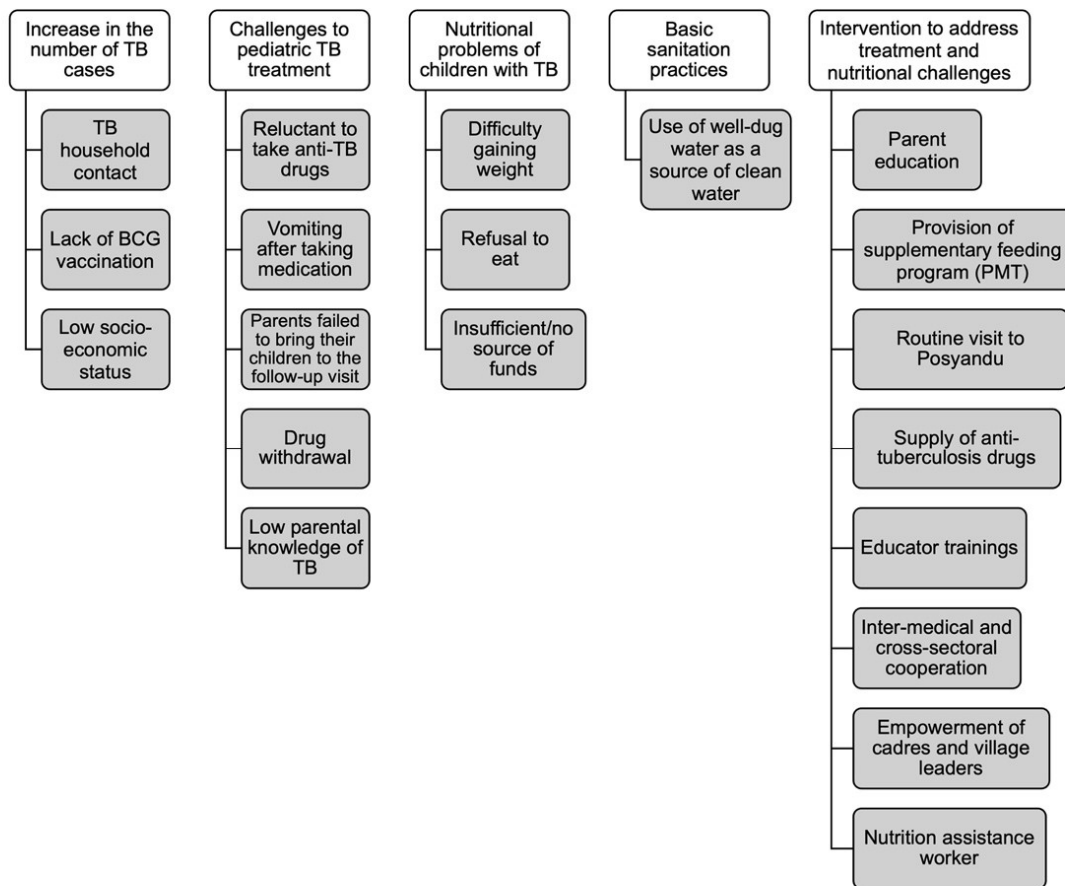 Increase in the
number of TB
cases
TB
household
contact
Lack of BCG
vaccination
Low socio-
economic
status
Challenges to
pediatric TB
treatment
Reluctant to
take anti-TB
drugs
Vomiting
after taking
medication
Parents failed
to bring their
children to the
follow-up visit
Drug
withdrawal
Low parental
knowledge of
TB
Nutritional
problems of
children with TB
Difficulty
gaining
weight
Refusal to
eat
Insufficient/no
source of
funds
Basic
sanitation
practices
Use of well-dug
water as a
source of clean
water
Intervention to address
treatment and
nutritional challenges
Parent
education
Provision of
supplementary feeding
program (PMT)
Routine visit to
Posyandu
Supply of anti-
tuberculosis drugs
Educator trainings
Inter-medical and
cross-sectoral
cooperation
Empowerment of
cadres and village
leaders
Nutrition assistance
worker